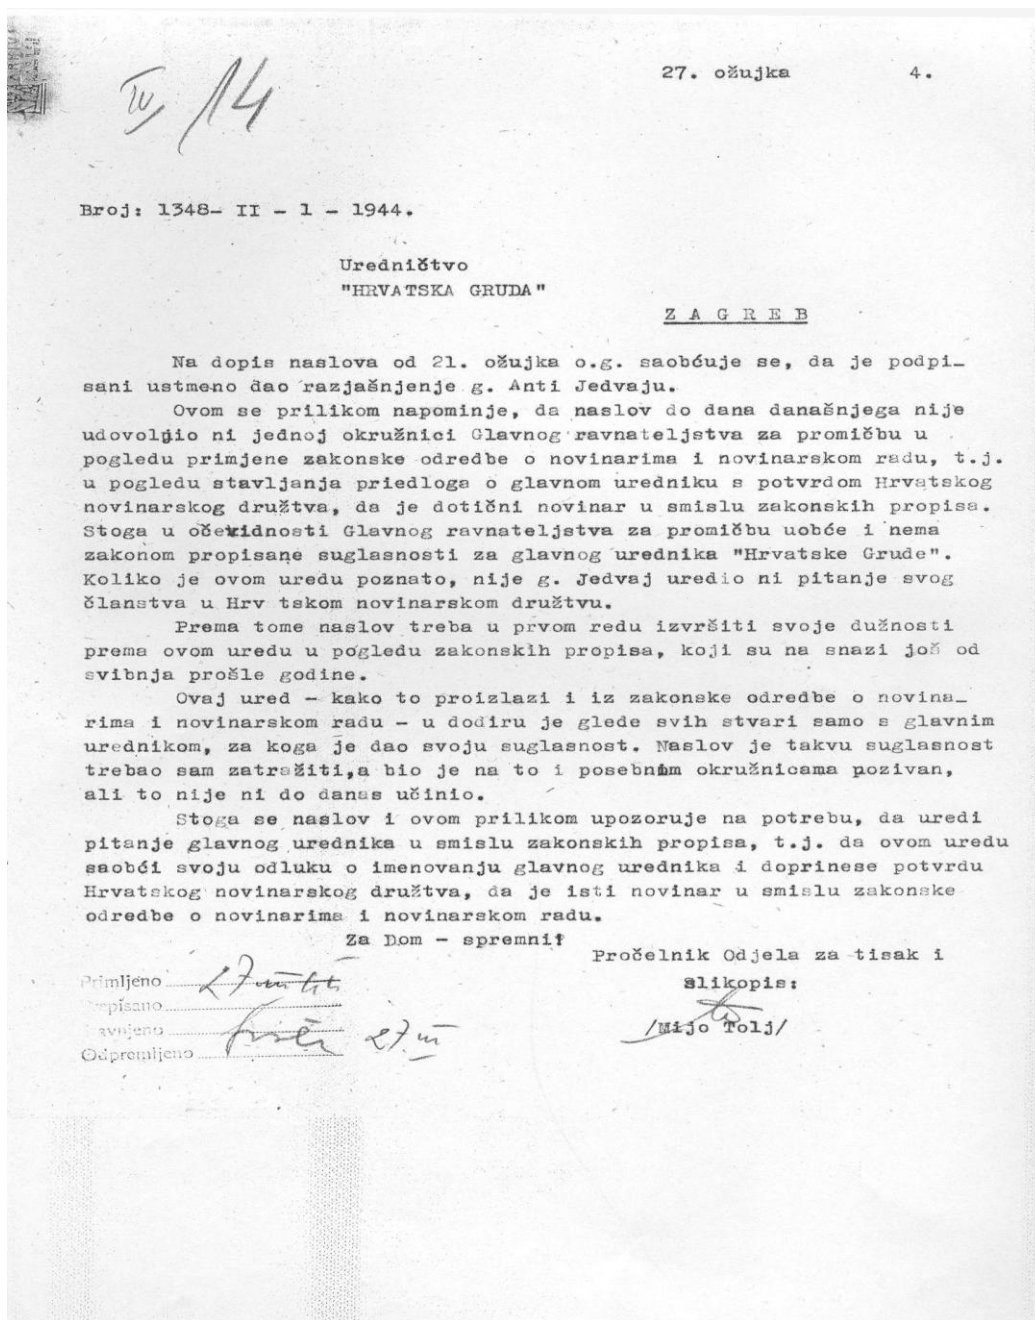 IV/14
27. ožujka 4.
Broj: 1348- II - 1 - 1944.
Uredničtvo
"HRVATSKA GRUDA"
Z A G R E B
Na dopis naslova od 21. ožujka o.g. saobćuje se, da je podpi_
sani ustmeno dao razjašnjenje g. Anti Jedvaju.
Ovom se prilikom napominje, da naslov do dana današnjega nije
udovoljio ni jednoj okružnici Glavnog ravnateljstva za promičbu u
pogledu primjene zakonske odredbe o novinarima i novinarskom radu, t.j.
u pogledu stavljanja priedloga o glavnom uredniku s potvrdom Hrvatskog
novinarskog družtva, da je dotični novinar u smislu zakonskih propisa.
Stoga u očevidnosti Glavnog ravnateljstva za promičbu uobće i nema
zakonom propisane suglasnosti za glavnog urednika "Hrvatske Grude".
Koliko je ovom uredu poznato, nije g. Jedvaj uredio ni pitanje svog
članstva u Hrv tskom novinarskom družtvu.
Prema tome naslov treba u prvom redu izvršiti svoje dužnosti
prema ovom uredu u pogledu zakonskih propisa, koji su na snazi još od
svibnja prošle godine.
Ovaj ured - kako to proizlazi i iz zakonske odredbe o novina_
rima i novinarskom radu - u dodiru je glede svih stvari samo s glavnim
urednikom, za koga je dao svoju suglasnost. Naslov je takvu suglasnost
trebao sam zatražiti,a bio je na to i posebnim okružnicama pozivan,
ali to nije ni do danas učinio.
Stoga se naslov i ovom prilikom upozoruje na potrebu, da uredi
pitanje glavnog urednika u smislu zakonskih propisa, t.j. da ovom uredu
saobći svoju odluku o imenovanju glavnog urednika i doprinese potvrdu
Hrvatskog novinarskog družtva, da je isti novinar u smislu zakonske
odredbe o novinarima i novinarskom radu.
Za Dom - spremni!
Pročelnik Odjela za tisak i
slikopis:
/Mijo Tolj/
Primljeno 27
Odpremljeno 27 III